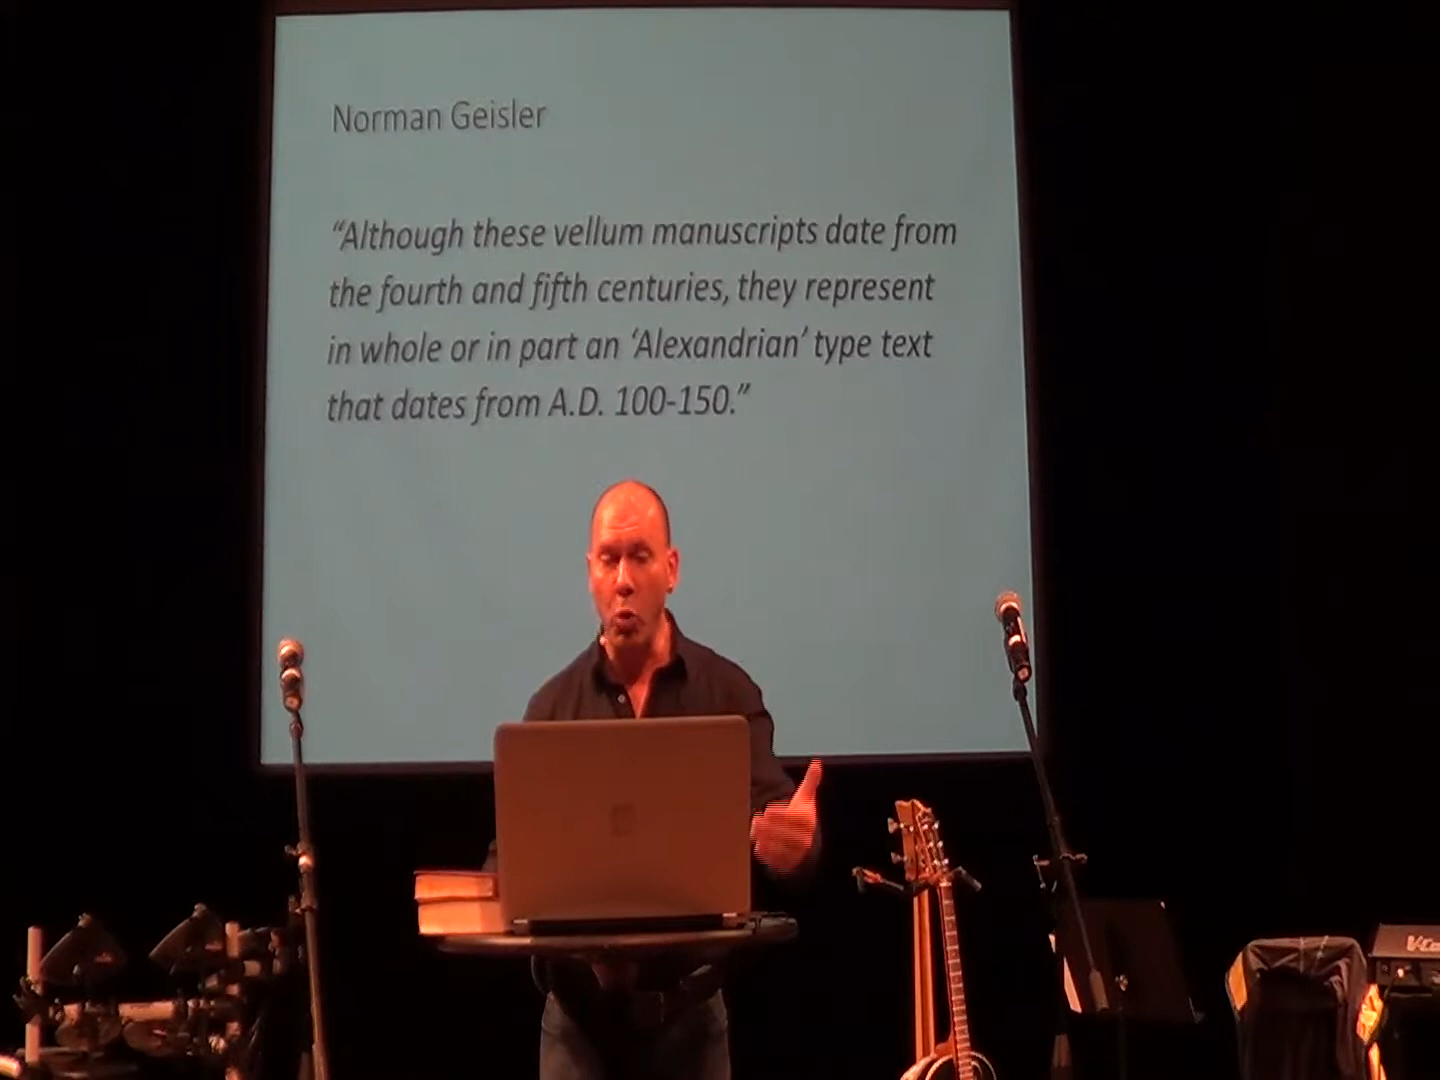 Norman Geisler
“Although these vellum manuscripts date from
the fourth and fifth centuries, they represent
in whole or in part an ‘Alexandrian’ type text
that dates from A.D. 100-150.”